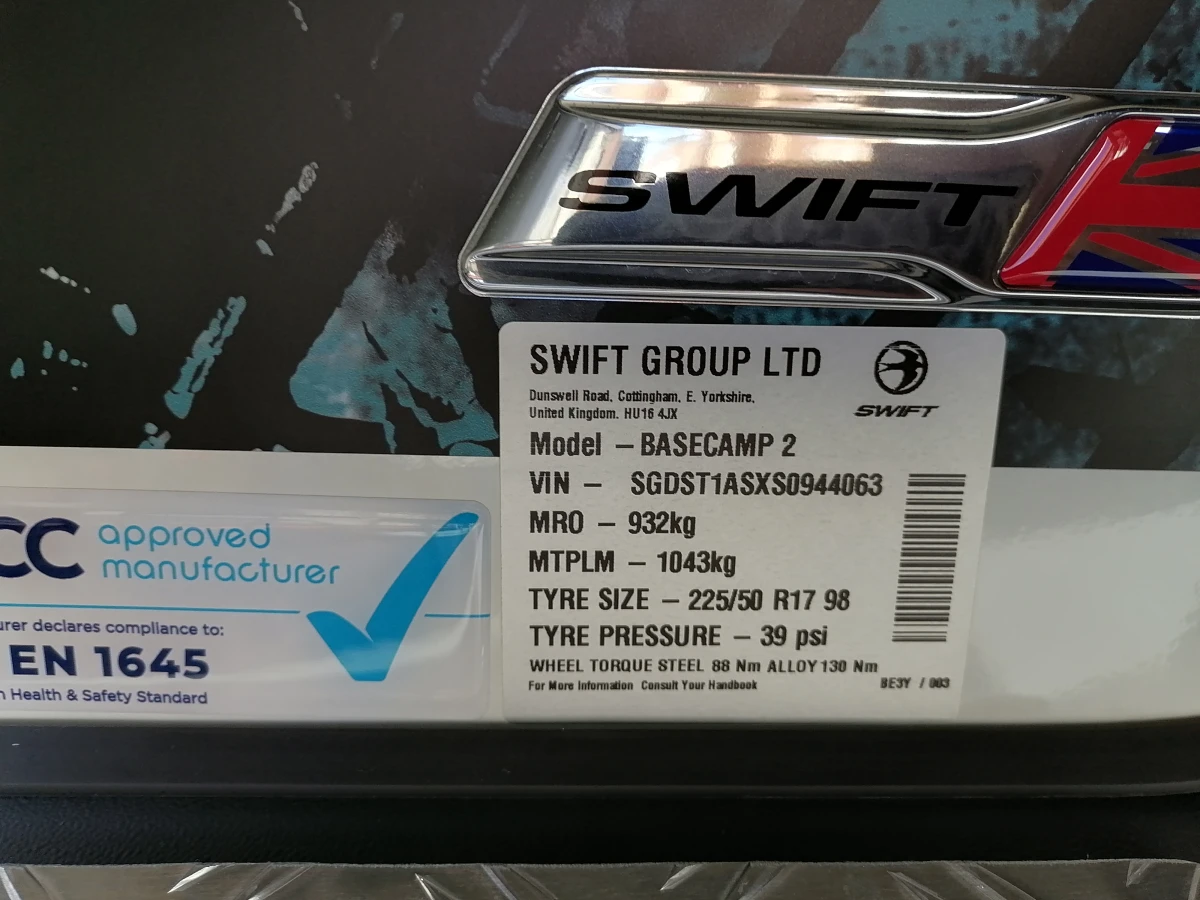 SWIFT
SWIFT GROUP LTD
Dunswell Road, Cottingham, E. Yorkshire,
United Kingdom. HU16 4JX
SWIFT
Model – BASECAMP 2
VIN – SGDST1ASXS0944063
MRO – 932kg
MTPLM – 1043kg
TYRE SIZE – 225/50 R17 98
TYRE PRESSURE – 39 psi
WHEEL TORQUE STEEL 88 Nm ALLOY 130 Nm
For More Information Consult Your Handbook
BE3Y / 003
CC approved
manufacturer
urer declares compliance to:
EN 1645
n Health & Safety Standard